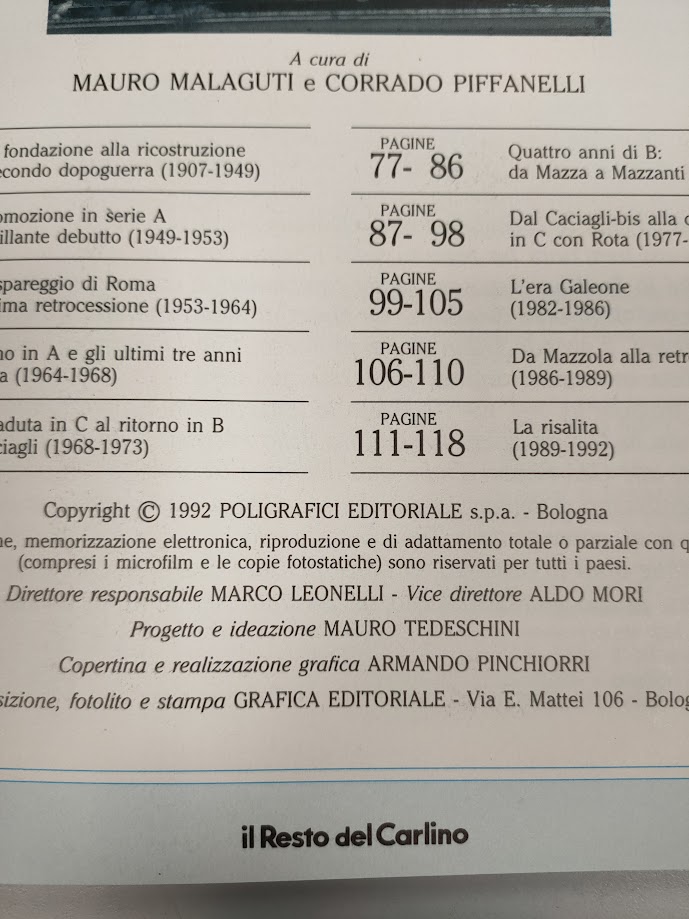 A cura di
MAURO MALAGUTI e CORRADO PIFFANELLI
fondazione alla ricostruzione
econdo dopoguerra (1907-1949)
omozione in serie A
illante debutto (1949-1953)
spareggio di Roma
ima retrocessione (1953-1964)
no in A e gli ultimi tre anni
a (1964-1968)
aduta in C al ritorno in B
ciagli (1968-1973)
PAGINE
77- 86
Quattro anni di B:
da Mazza a Mazzanti
PAGINE
87- 98
Dal Caciagli-bis alla
in C con Rota (1977-
PAGINE
99-105
L'era Galeone
(1982-1986)
PAGINE
106-110
Da Mazzola alla retr
(1986-1989)
PAGINE
111-118
La risalita
(1989-1992)
Copyright © 1992 POLIGRAFICI EDITORIALE s.p.a. - Bologna
ne, memorizzazione elettronica, riproduzione e di adattamento totale o parziale con q
(compresi i microfilm e le copie fotostatiche) sono riservati per tutti i paesi.
Direttore responsabile MARCO LEONELLI - Vice direttore ALDO MORI
Progetto e ideazione MAURO TEDESCHINI
Copertina e realizzazione grafica ARMANDO PINCHIORRI
sizione, fotolito e stampa GRAFICA EDITORIALE - Via E. Mattei 106 - Bolog
il Resto del Carlino